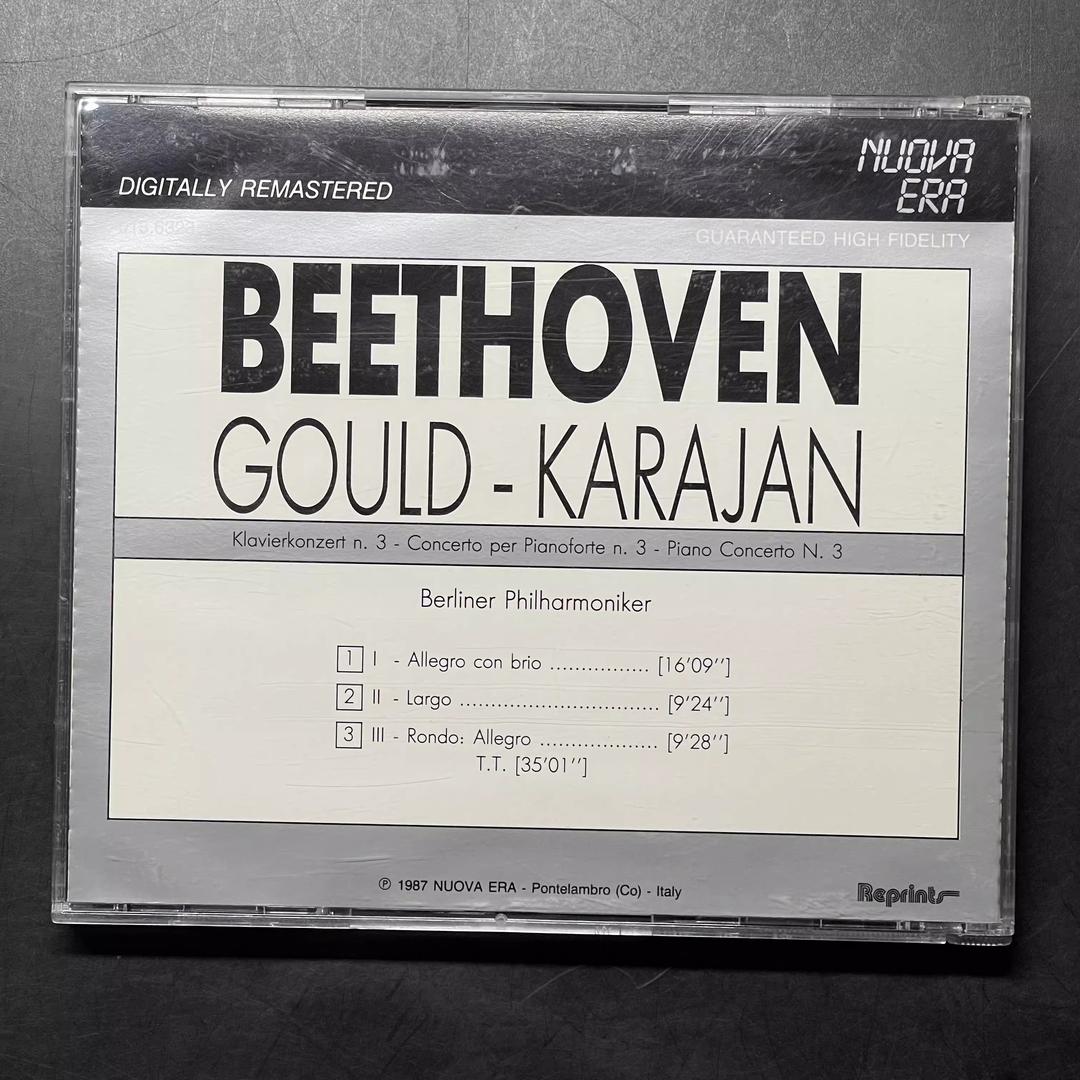 DIGITALLY REMASTERED
NUOVA
ERA
GUARANTEED HIGH FIDELITY
BEETHOVEN
GOULD - KARAJAN
Klavierkonzert n. 3 - Concerto per Pianoforte n. 3 - Piano Concerto N. 3
Berliner Philharmoniker
1 I - Allegro con brio ................ [16'09'']
2 II - Largo ................................ [9'24'']
3 III - Rondo: Allegro ................... [9'28'']
T.T. [35'01'']
℗ 1987 NUOVA ERA - Pontelambro (Co) - Italy
Reprints